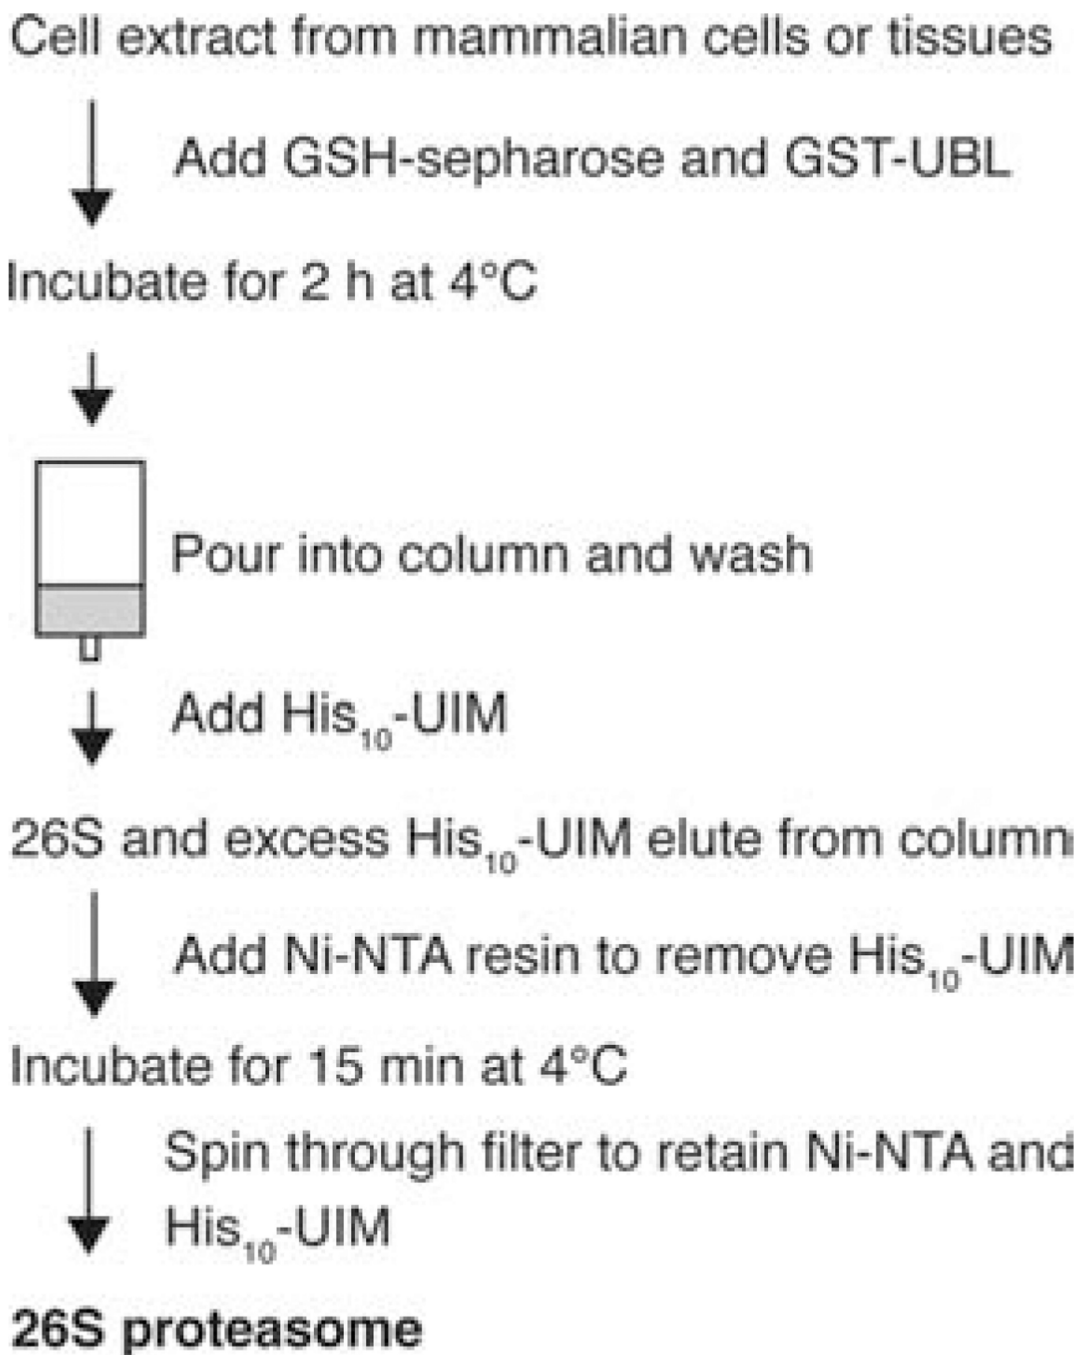 Cell extract from mammalian cells or tissues
Add GSH-sepharose and GST-UBL
Incubate for 2 h at 4°C
Pour into column and wash
Add His₁₀-UIM
26S and excess His₁₀-UIM elute from column
Add Ni-NTA resin to remove His₁₀-UIM
Incubate for 15 min at 4°C
Spin through filter to retain Ni-NTA and
His₁₀-UIM
26S proteasome